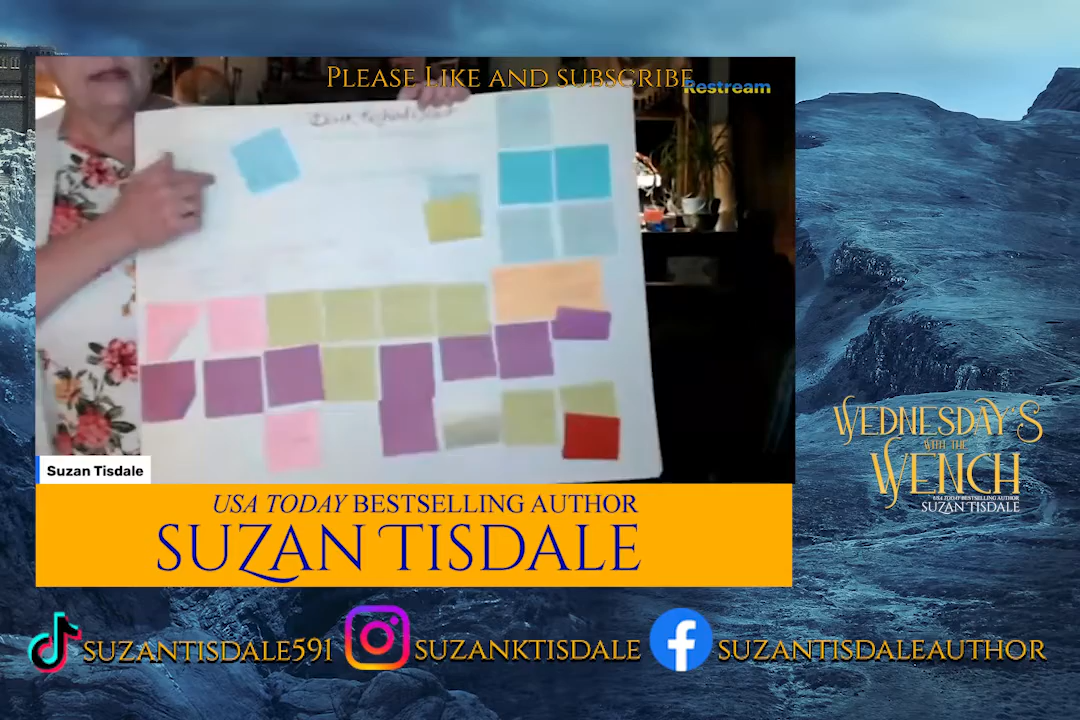 PLEASE LIKE AND SUBSCRIBE
Restream
Suzan Tisdale
USA TODAY BESTSELLING AUTHOR
SUZAN TISDALE
WEDNESDAY'S
WITH THE
WENCH
USA TODAY BESTSELLING AUTHOR
SUZAN TISDALE
SUZANTISDALE591
SUZANKTISDALE
SUZANTISDALEAUTHOR